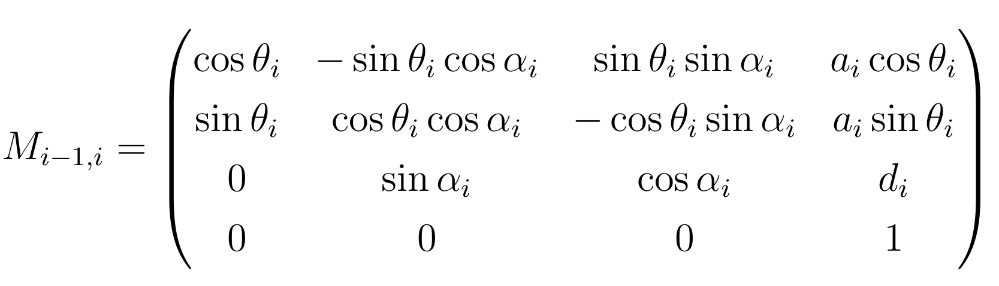 M_{i−1,i} = 
cos θ_i  − sin θ_i cos α_i  sin θ_i sin α_i  a_i cos θ_i
sin θ_i  cos θ_i cos α_i  − cos θ_i sin α_i  a_i sin θ_i
0  sin α_i  cos α_i  d_i
0  0  0  1